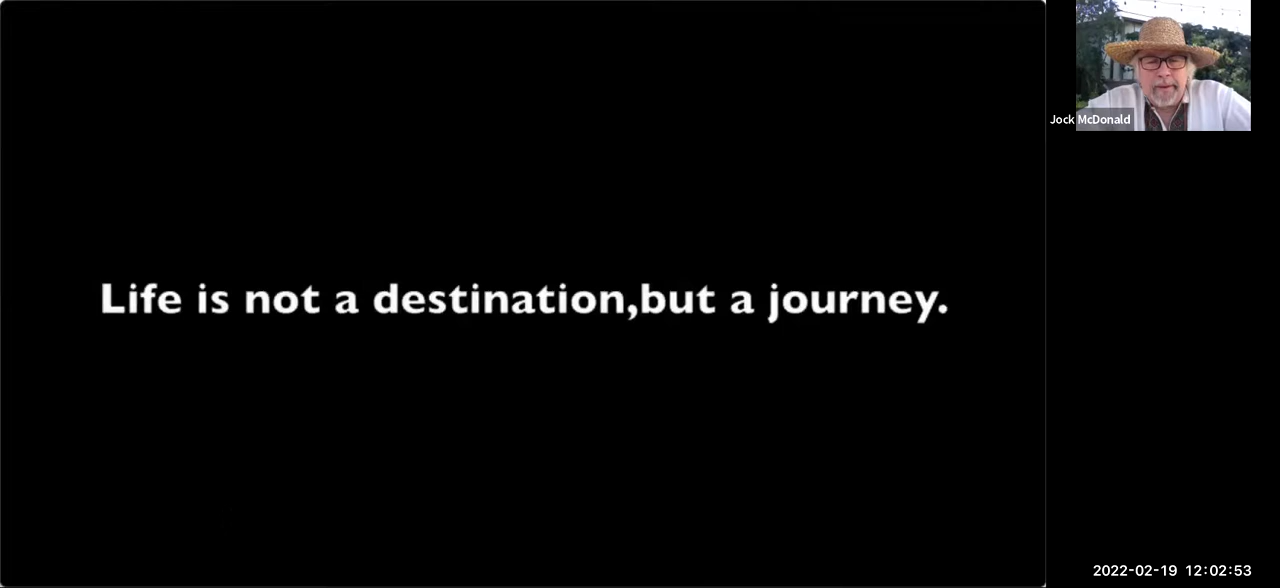 Life is not a destination,but a journey.
Jock McDonald
2022-02-19 12:02:53